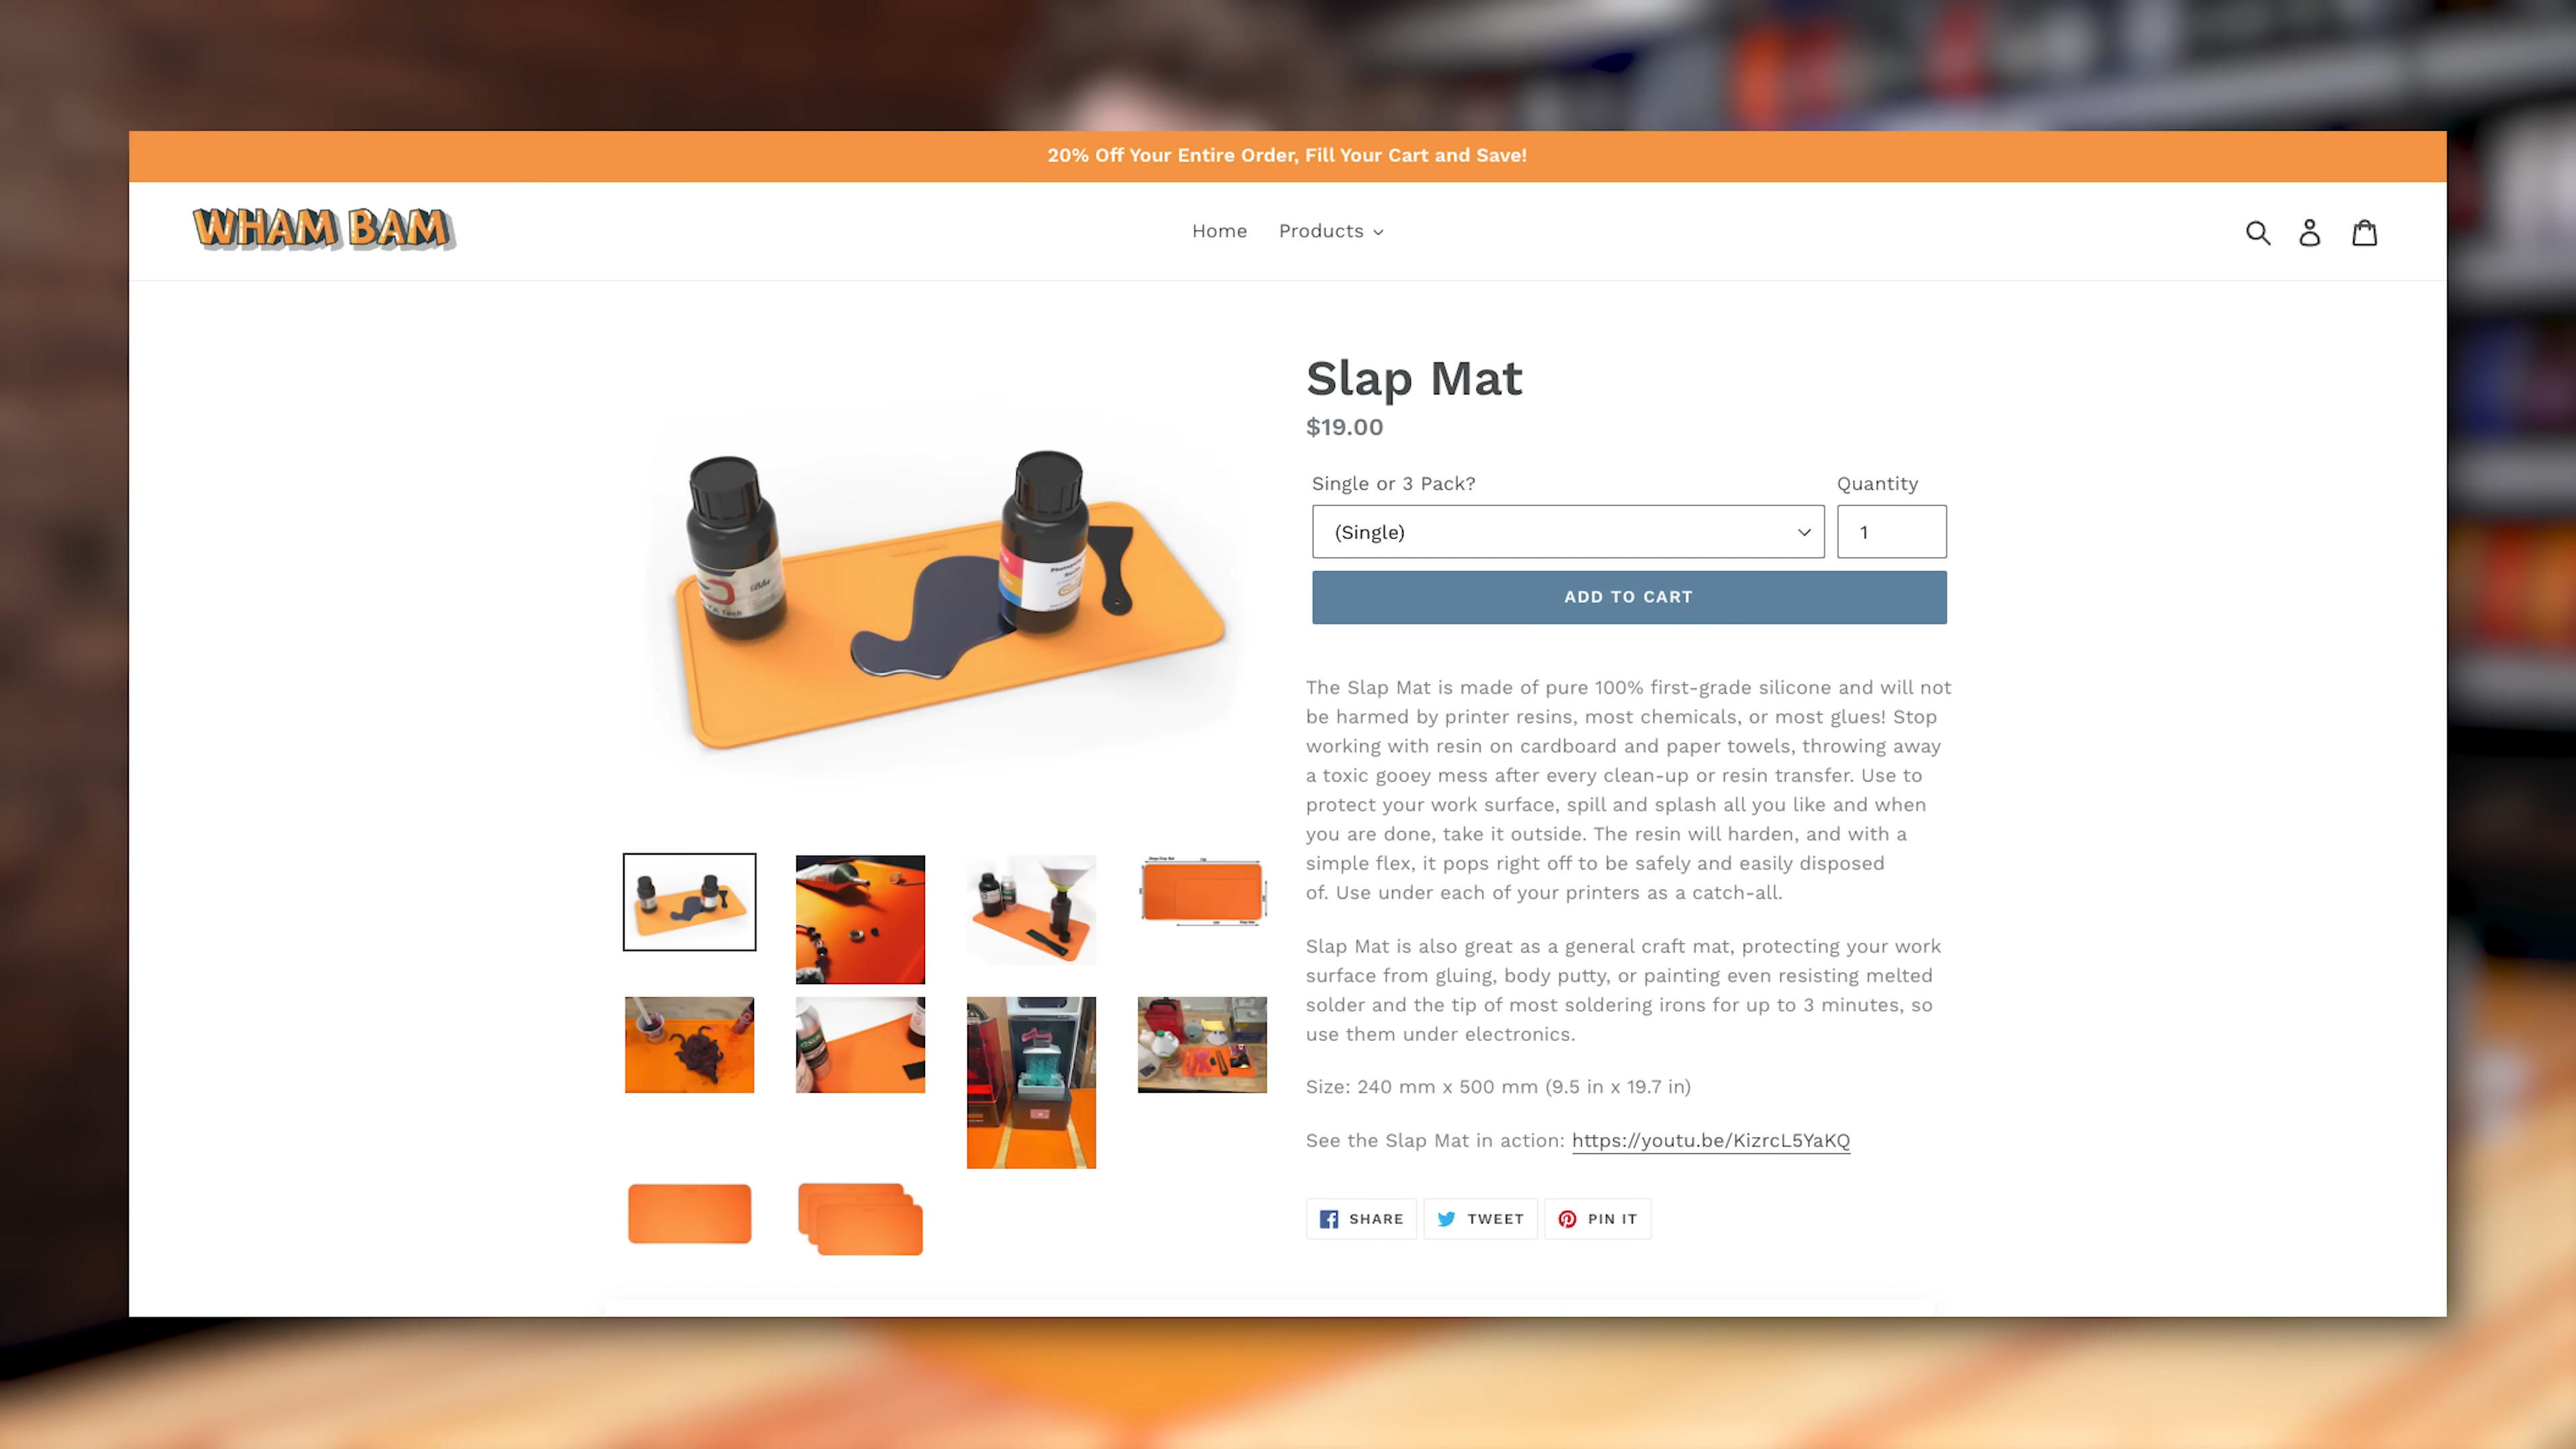 20% Off Your Entire Order, Fill Your Cart and Save!
WHAM BAM
Home
Products
Slap Mat
$19.00
Single or 3 Pack?
Quantity
(Single)
1
ADD TO CART
The Slap Mat is made of pure 100% first-grade silicone and will not
be harmed by printer resins, most chemicals, or most glues! Stop
working with resin on cardboard and paper towels, throwing away
a toxic gooey mess after every clean-up or resin transfer. Use to
protect your work surface, spill and splash all you like and when
you are done, take it outside. The resin will harden, and with a
simple flex, it pops right off to be safely and easily disposed
of. Use under each of your printers as a catch-all.
Slap Mat is also great as a general craft mat, protecting your work
surface from gluing, body putty, or painting even resisting melted
solder and the tip of most soldering irons for up to 3 minutes, so
use them under electronics.
Size: 240 mm x 500 mm (9.5 in x 19.7 in)
See the Slap Mat in action: https://youtu.be/KizrcL5YaKQ
SHARE
TWEET
PIN IT